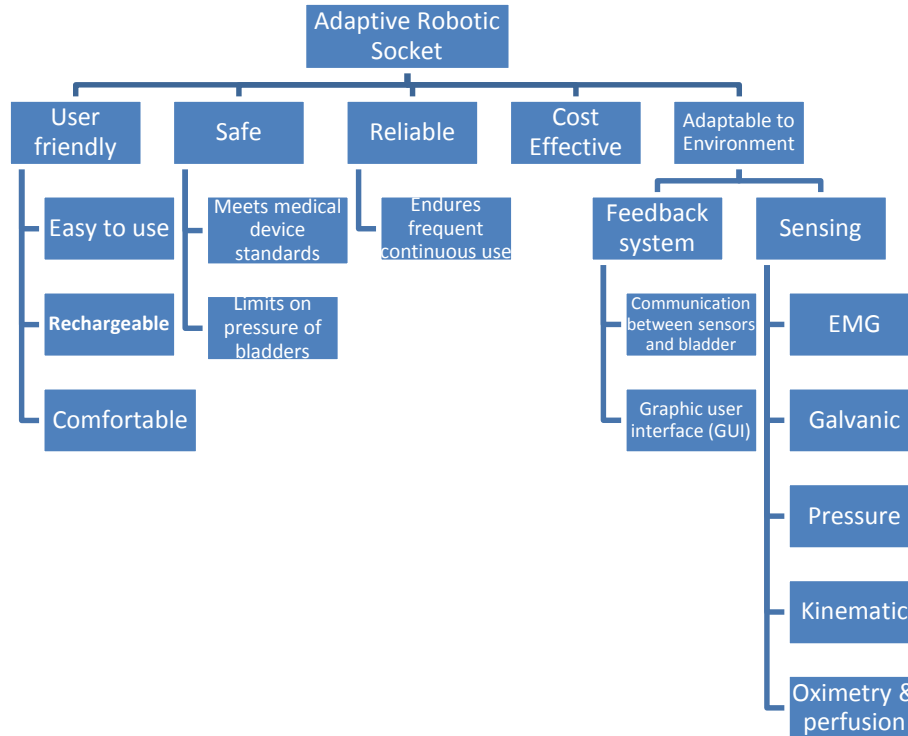 Adaptive Robotic
Socket
User
friendly
Safe
Reliable
Cost
Effective
Adaptable to
Environment
Easy to use
Rechargeable
Comfortable
Meets medical
device
standards
Limits on
pressure of
bladders
Endures
frequent
continuous use
Feedback
system
Communication
between sensors
and bladder
Graphic user
interface (GUI)
Sensing
EMG
Galvanic
Pressure
Kinematic
Oximetry &
perfusion